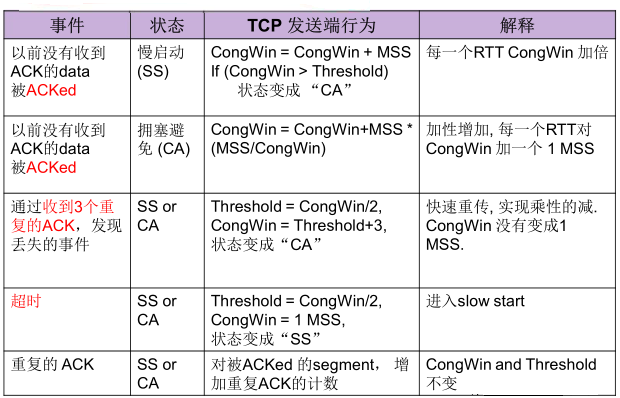 事件 状态 TCP 发送端行为 解释
以前没有收到
ACK的data
被ACKed
慢启动
(SS)
CongWin = CongWin + MSS
If (CongWin > Threshold)
状态变成 “CA”
每一个RTT CongWin 加倍
以前没有收到
ACK的data
被ACKed
拥塞避
免 (CA)
CongWin = CongWin+MSS *
(MSS/CongWin)
加性增加, 每一个RTT对
CongWin 加一个 1 MSS
通过收到3个重
复的ACK，发现
丢失的事件
SS or
CA
Threshold = CongWin/2,
CongWin = Threshold+3,
状态变成“CA”
快速重传, 实现乘性的减.
CongWin 没有变成1
MSS.
超时
SS or
CA
Threshold = CongWin/2,
CongWin = 1 MSS,
状态变成“SS”
进入slow start
重复的 ACK
SS or
CA
对被ACKed 的segment， 增
加重复ACK的计数
CongWin and Threshold
不变